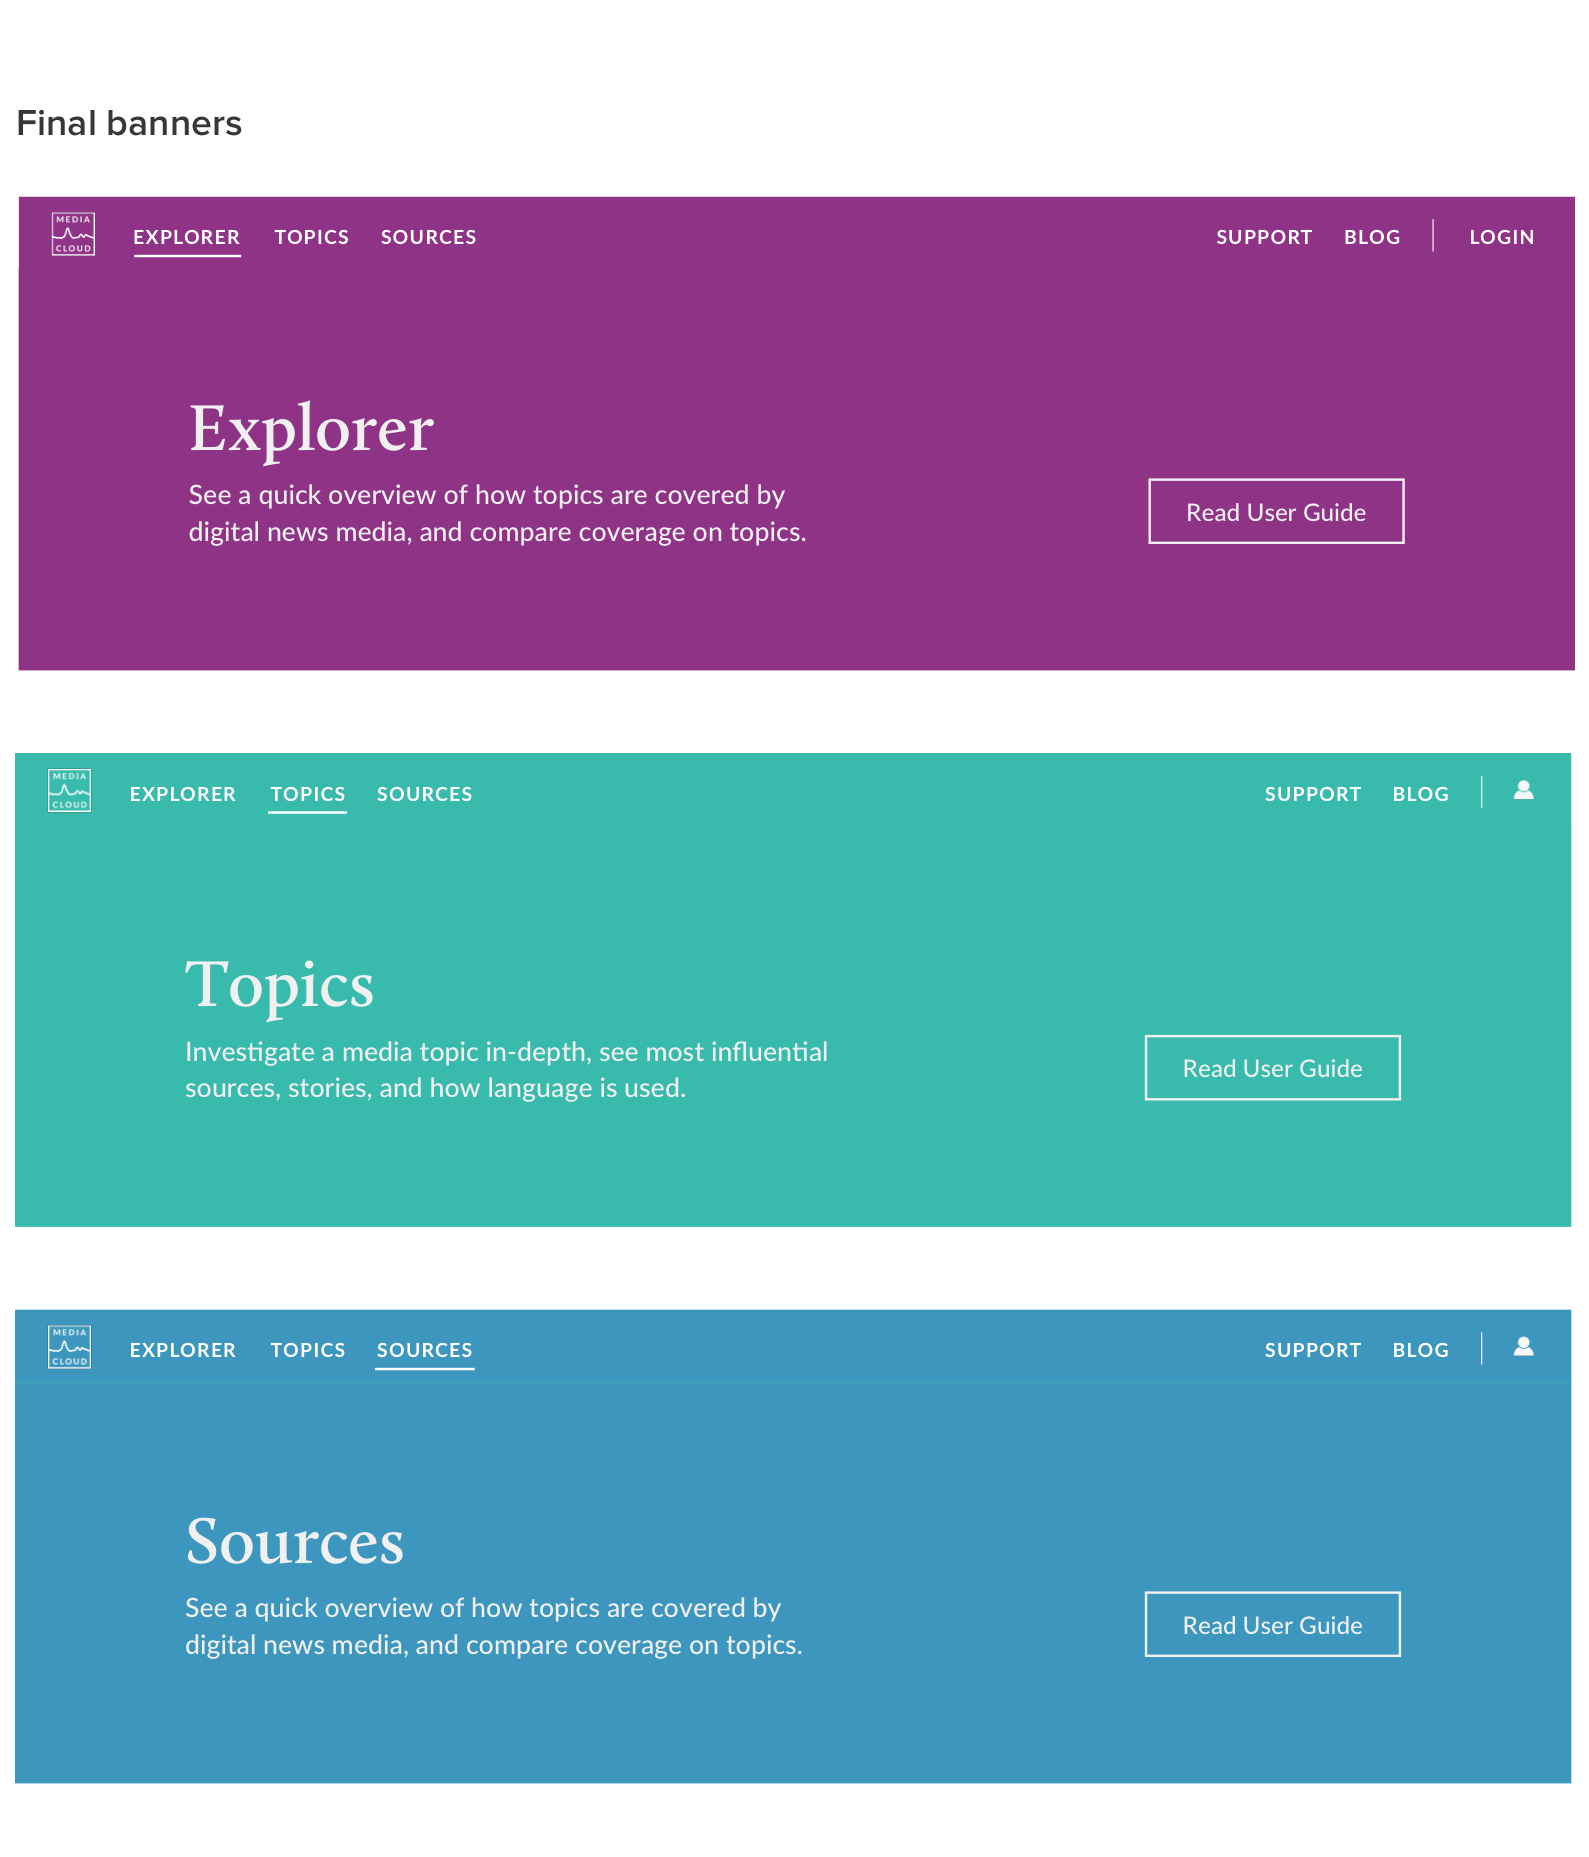 Final banners
MEDIA
CLOUD
EXPLORER TOPICS SOURCES SUPPORT BLOG LOGIN
Explorer
See a quick overview of how topics are covered by
digital news media, and compare coverage on topics.
Read User Guide
MEDIA
CLOUD
EXPLORER TOPICS SOURCES SUPPORT BLOG
Topics
Investigate a media topic in-depth, see most influential
sources, stories, and how language is used.
Read User Guide
MEDIA
CLOUD
EXPLORER TOPICS SOURCES SUPPORT BLOG
Sources
See a quick overview of how topics are covered by
digital news media, and compare coverage on topics.
Read User Guide